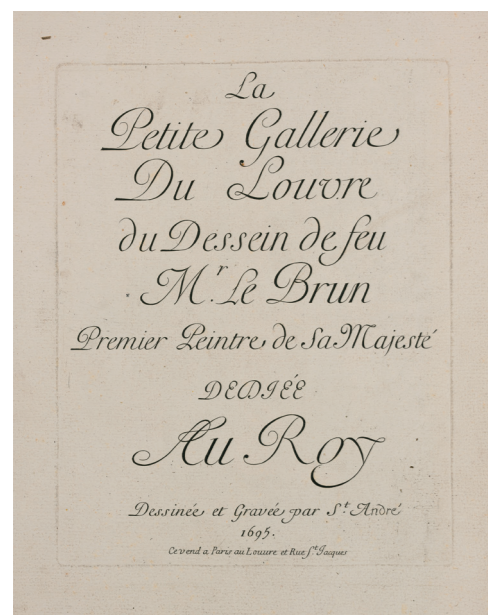 La
Petite Gallerie
Du Louvre
du Dessein de feu
Mr. Le Brun
Premier Peintre de Sa Majesté
DEDIÉE
Au Roy
Dessinée et Gravée par St. André
1695.
Ce vend a Paris au Louvre et Rue St. Jacques